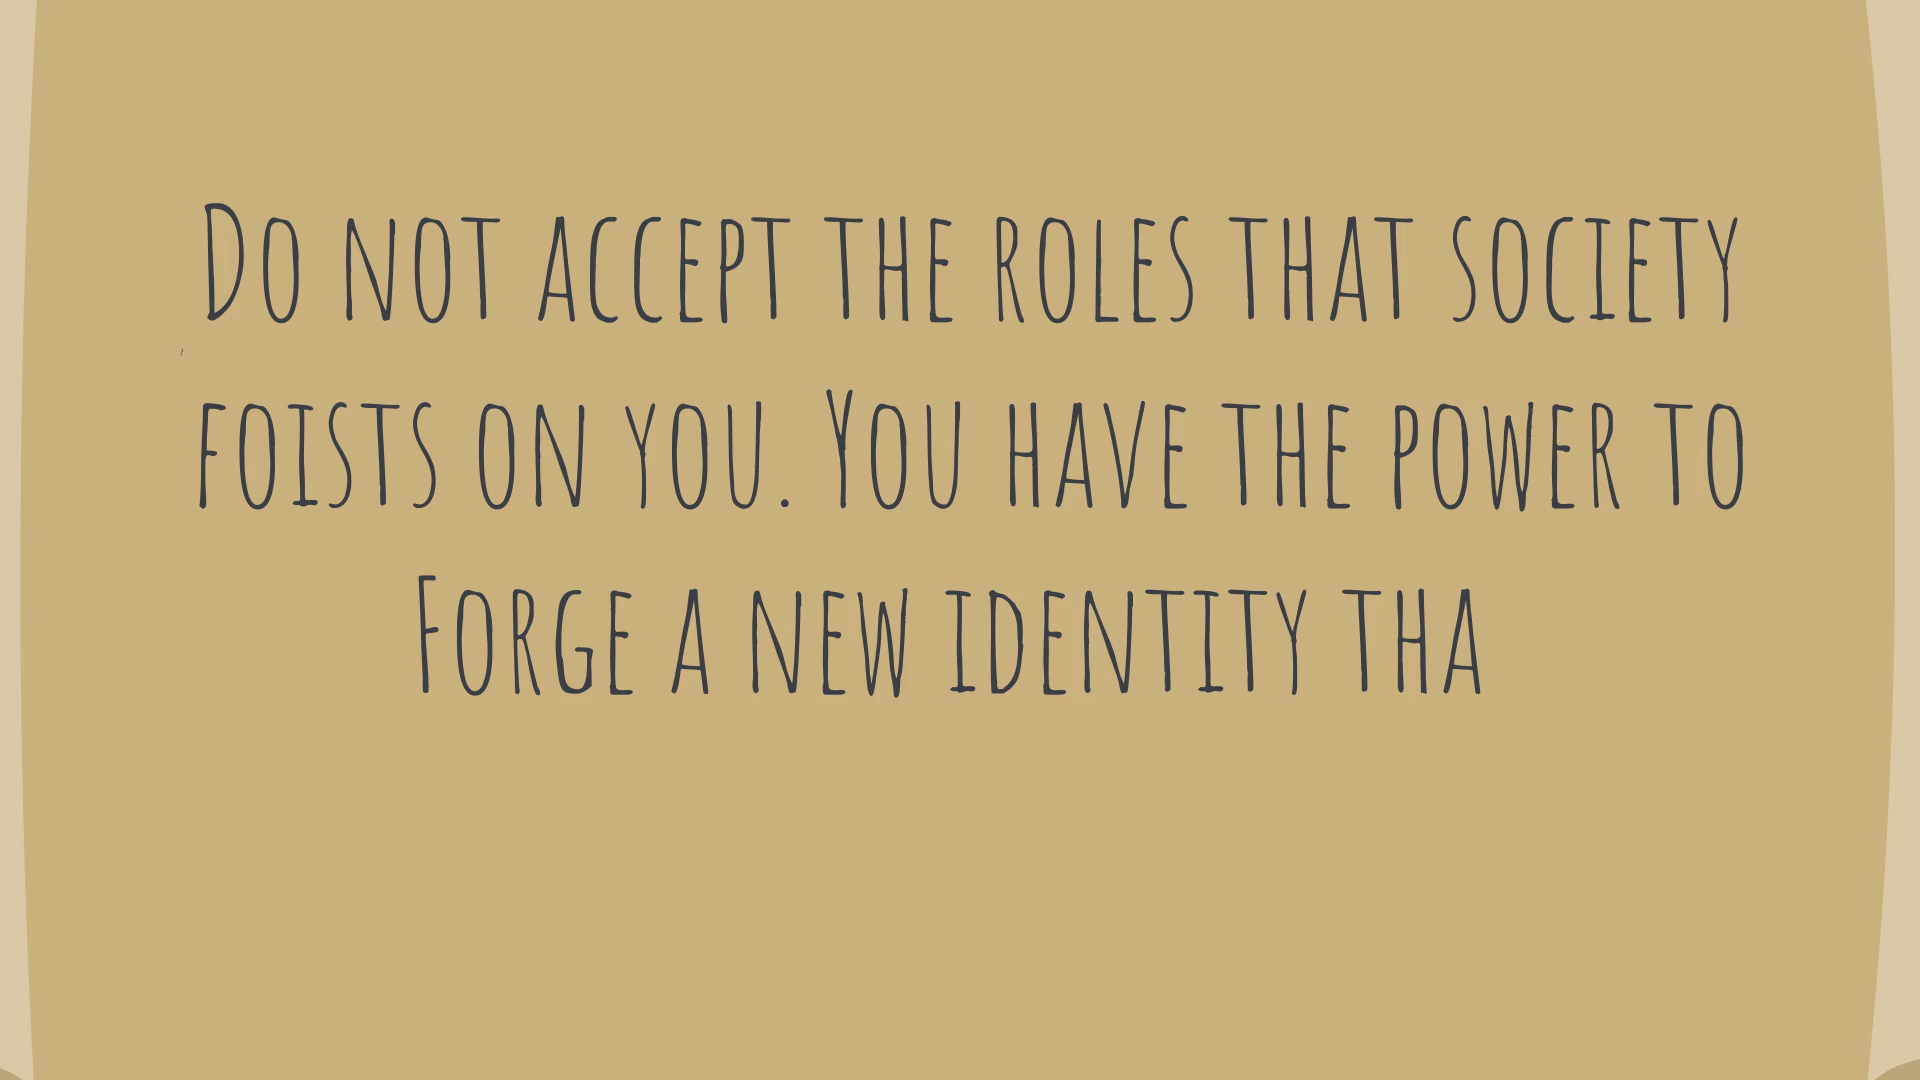 Do not accept the roles that society
foists on you. You have the power to
Forge a new identity tha